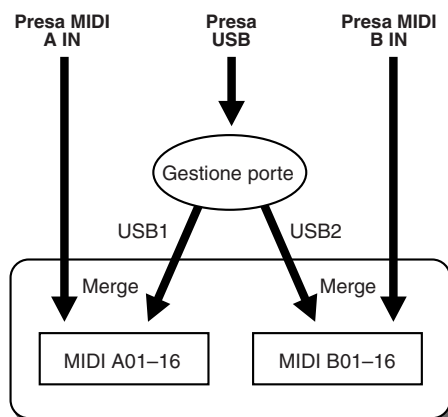 Presa MIDI
A IN
Presa
USB
Presa MIDI
B IN
Gestione porte
USB1
USB2
Merge
Merge
MIDI A01–16
MIDI B01–16